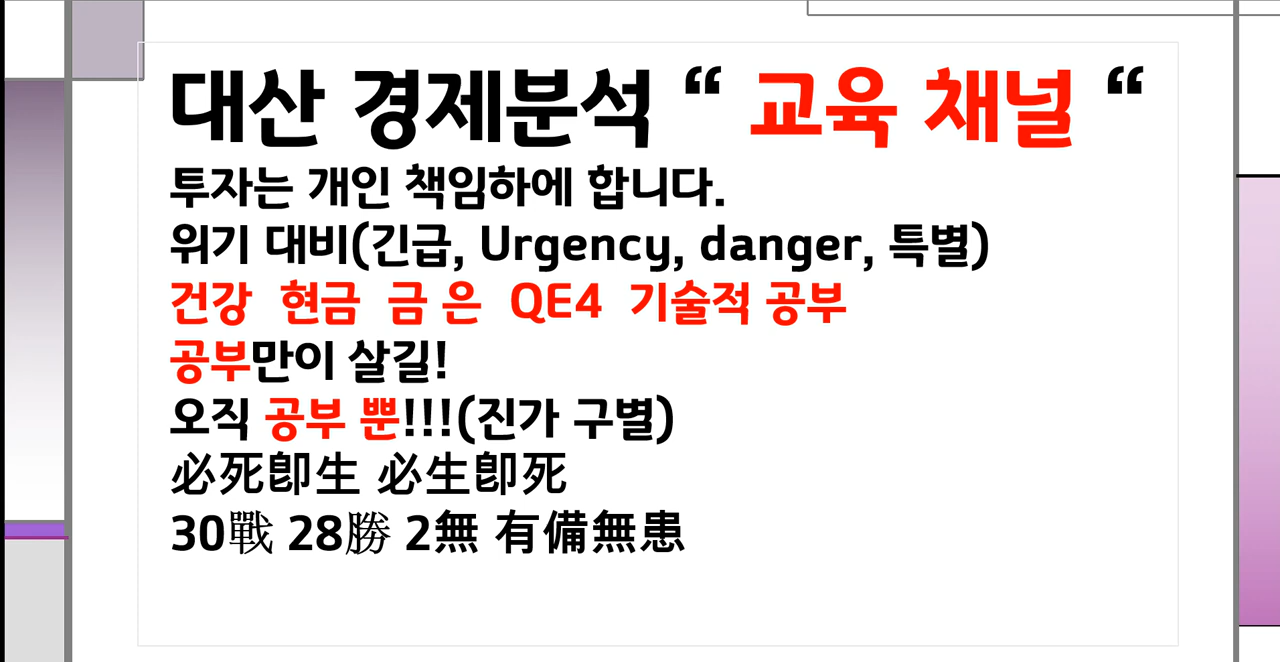 대산 경제분석 “ 교육 채널 “
투자는 개인 책임하에 합니다.
위기 대비(긴급, Urgency, danger, 특별)
건강 현금 금 은 QE4 기술적 공부
공부만이 살길!
오직 공부 뿐!!!(진가 구별)
必死卽生 必生卽死
30戰 28勝 2無 有備無患